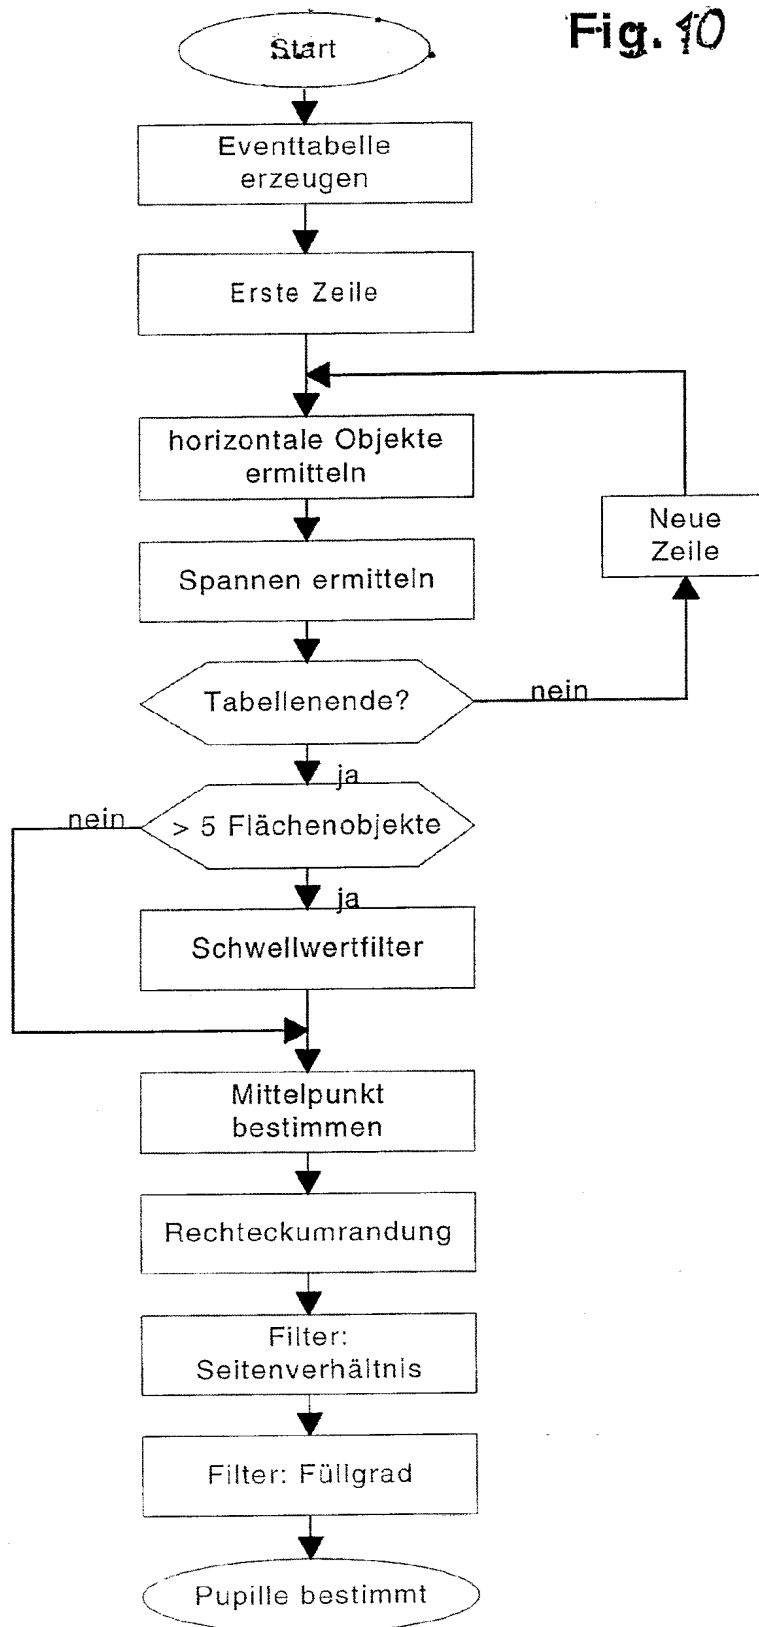 Fig. 10
Start
Eventtabelle
erzeugen
Erste Zeile
horizontale Objekte
ermitteln
Neue
Zeile
Spannen ermitteln
Tabellenende?
nein
ja
nein
> 5 Flächenobjekte
ja
Schwellwertfilter
Mittelpunkt
bestimmen
Rechteckumrandung
Filter:
Seitenverhältnis
Filter: Füllgrad
Pupille bestimmt